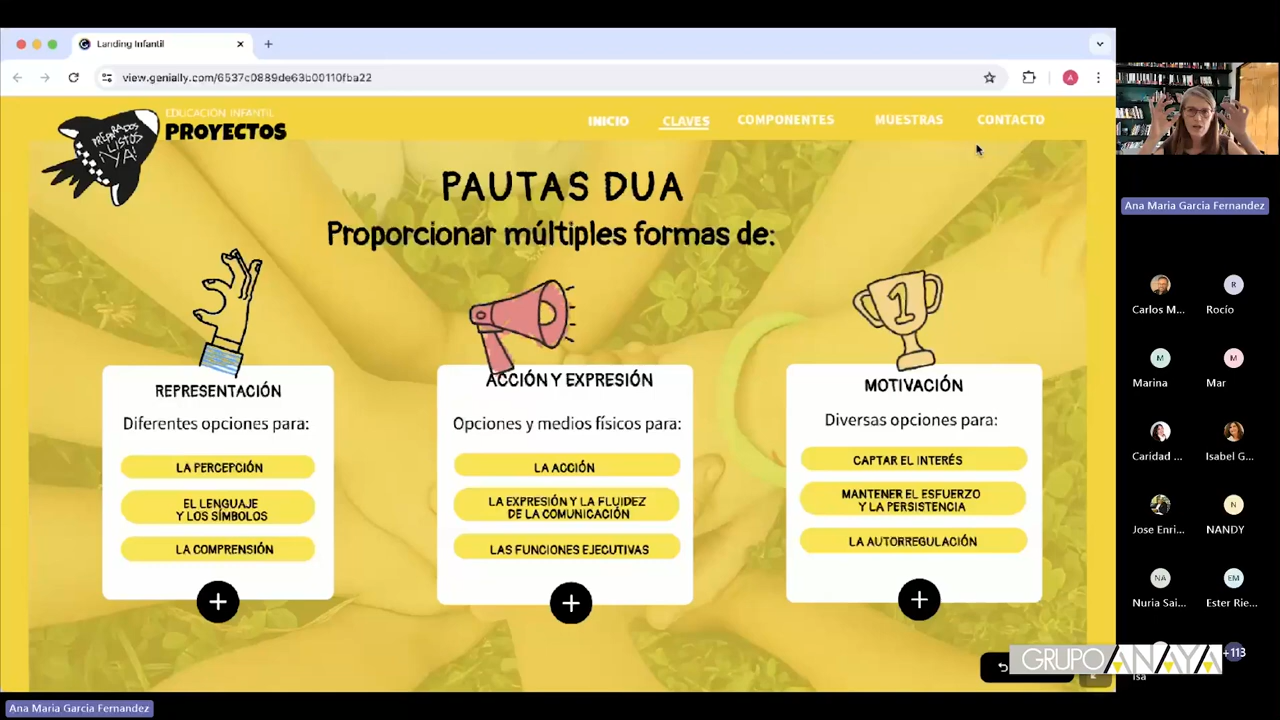 Landing Infantil
view.genially.com/6537c0889de63b00110fba22
A
PREPARADOS
LISTOS
¡YA!
EDUCACIÓN INFANTIL
PROYECTOS
INICIO
CLAVES
COMPONENTES
MUESTRAS
CONTACTO
PAUTAS DUA
Proporcionar múltiples formas de:
REPRESENTACIÓN
Diferentes opciones para:
LA PERCEPCIÓN
EL LENGUAJE
Y LOS SÍMBOLOS
LA COMPRENSIÓN
ACCIÓN Y EXPRESIÓN
Opciones y medios físicos para:
LA ACCIÓN
LA EXPRESIÓN Y LA FLUIDEZ
DE LA COMUNICACIÓN
LAS FUNCIONES EJECUTIVAS
1
MOTIVACIÓN
Diversas opciones para:
CAPTAR EL INTERÉS
MANTENER EL ESFUERZO
Y LA PERSISTENCIA
LA AUTORREGULACIÓN
Ana Maria Garcia Fernandez
R
Carlos M...
Rocío
M
M
Marina
Mar
Caridad ...
Isabel G...
N
Jose Enri...
NANDY
NA
EM
Nuria Sai...
Ester Rie...
+113
Isa
GRUPO ANAYA
Ana Maria Garcia Fernandez